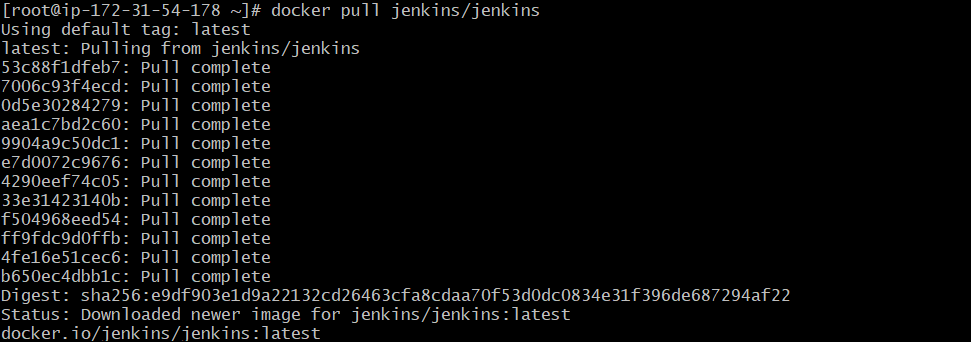 [root@ip-172-31-54-178 ~]# docker pull jenkins/jenkins
Using default tag: latest
latest: Pulling from jenkins/jenkins
53c88f1dfeb7: Pull complete
7006c93f4ecd: Pull complete
0d5e30284279: Pull complete
aea1c7bd2c60: Pull complete
9904a9c50dc1: Pull complete
e7d0072c9676: Pull complete
4290eef74c05: Pull complete
33e31423140b: Pull complete
f504968eed54: Pull complete
ff9fdc9d0ffb: Pull complete
4fe16e51cec6: Pull complete
b650ec4dbb1c: Pull complete
Digest: sha256:e9df903e1d9a22132cd26463cfa8cdaa70f53d0dc0834e31f396de687294af22
Status: Downloaded newer image for jenkins/jenkins:latest
docker.io/jenkins/jenkins:latest